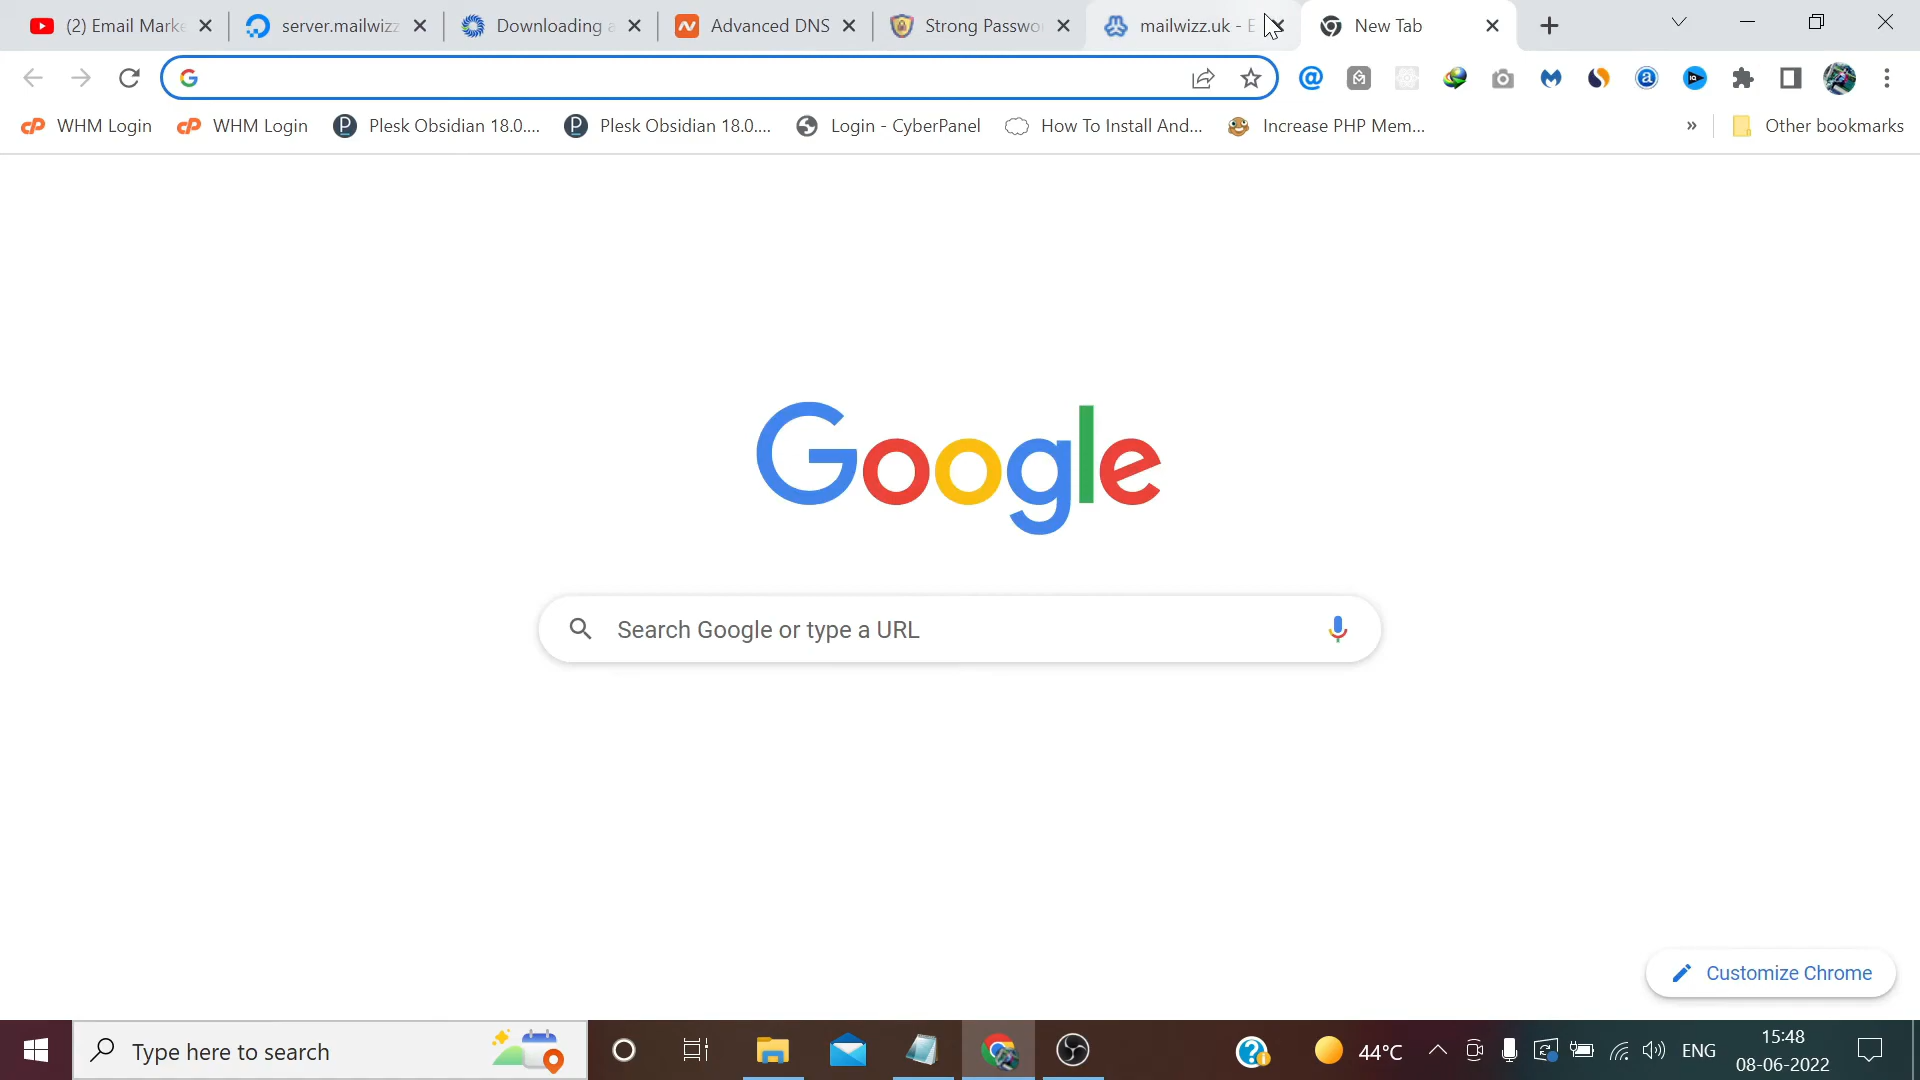 (2) Email Marke
server.mailwizz
Downloading a
Advanced DNS
Strong Passwo
mailwizz.uk - E
New Tab
WHM Login
WHM Login
Plesk Obsidian 18.0....
Plesk Obsidian 18.0....
Login - CyberPanel
How To Install And...
Increase PHP Mem...
»
Other bookmarks
Google
Search Google or type a URL
Customize Chrome
Type here to search
44°C
ENG
15:48
08-06-2022